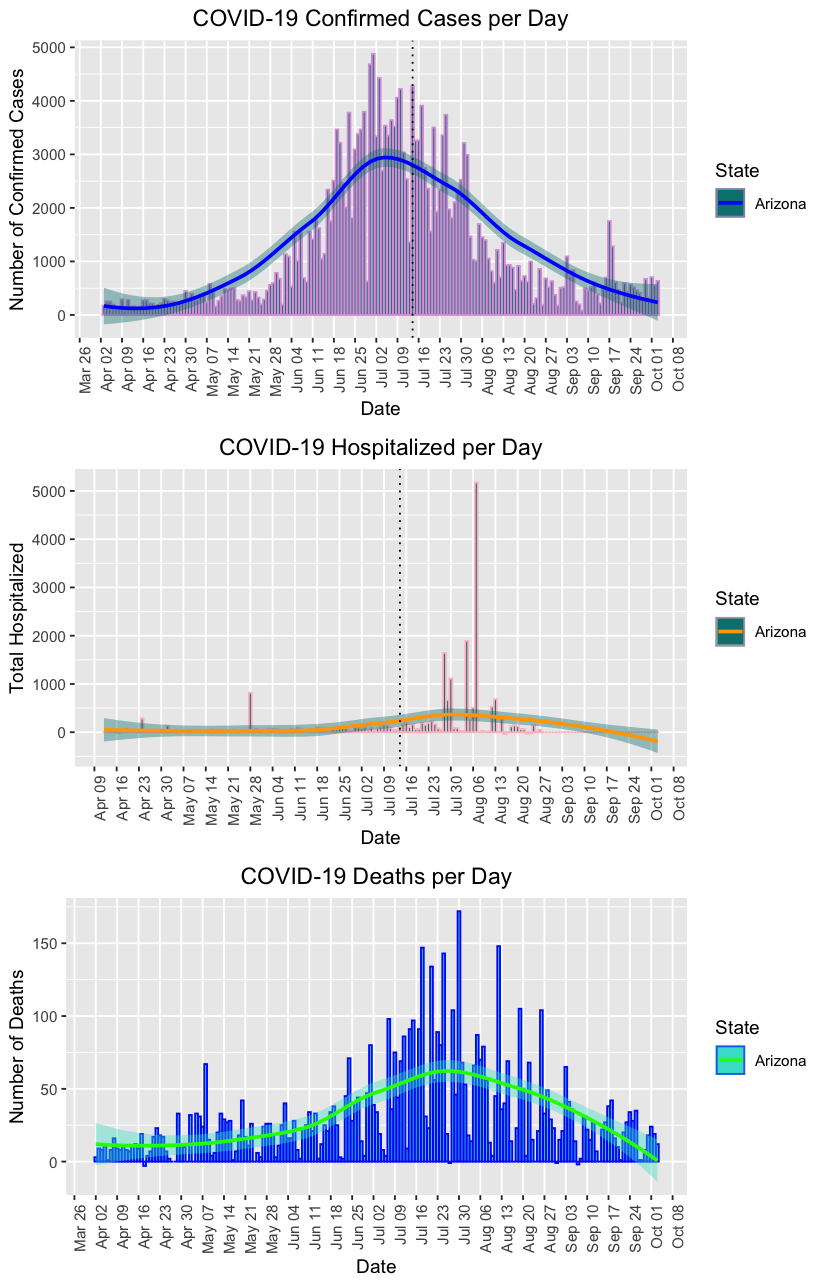 COVID-19 Confirmed Cases per Day
Number of Confirmed Cases
5000
4000
3000
2000
1000
0
Mar 26
Apr 02
Apr 09
Apr 16
Apr 23
Apr 30
May 07
May 14
May 21
May 28
Jun 04
Jun 11
Jun 18
Jun 25
Jul 02
Jul 09
Jul 16
Jul 23
Jul 30
Aug 06
Aug 13
Aug 20
Aug 27
Sep 03
Sep 10
Sep 17
Sep 24
Oct 01
Oct 08
Date
State
Arizona
COVID-19 Hospitalized per Day
Total Hospitalized
5000
4000
3000
2000
1000
0
Apr 09
Apr 16
Apr 23
Apr 30
May 07
May 14
May 21
May 28
Jun 04
Jun 11
Jun 18
Jun 25
Jul 02
Jul 09
Jul 16
Jul 23
Jul 30
Aug 06
Aug 13
Aug 20
Aug 27
Sep 03
Sep 10
Sep 17
Sep 24
Oct 01
Oct 08
Date
State
Arizona
COVID-19 Deaths per Day
Number of Deaths
150
100
50
0
Mar 26
Apr 02
Apr 09
Apr 16
Apr 23
Apr 30
May 07
May 14
May 21
May 28
Jun 04
Jun 11
Jun 18
Jun 25
Jul 02
Jul 09
Jul 16
Jul 23
Jul 30
Aug 06
Aug 13
Aug 20
Aug 27
Sep 03
Sep 10
Sep 17
Sep 24
Oct 01
Oct 08
Date
State
Arizona